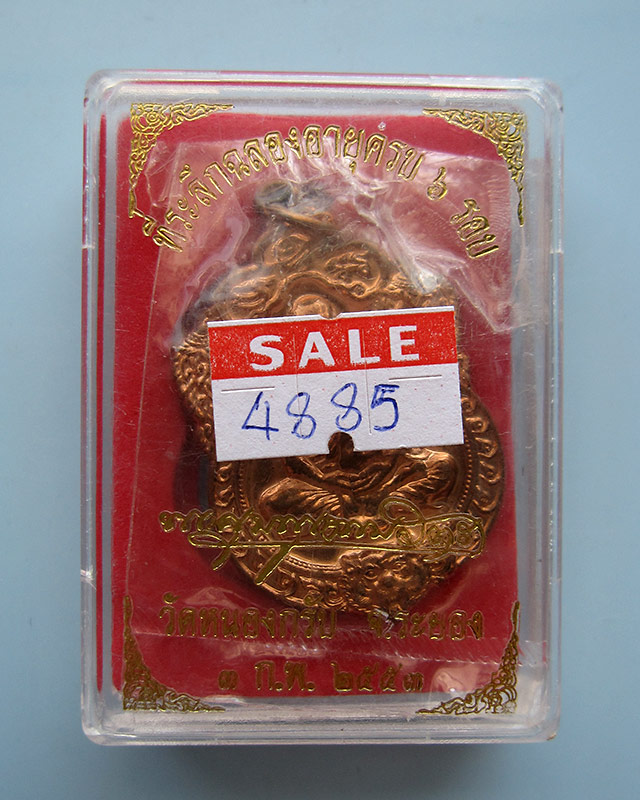 ที่ระลึกฉลองอายุครบ ๖ รอบ
SALE
4885
วัดหนองกรับ จ.ระยอง
๓ ก.พ. ๒๕๕๓